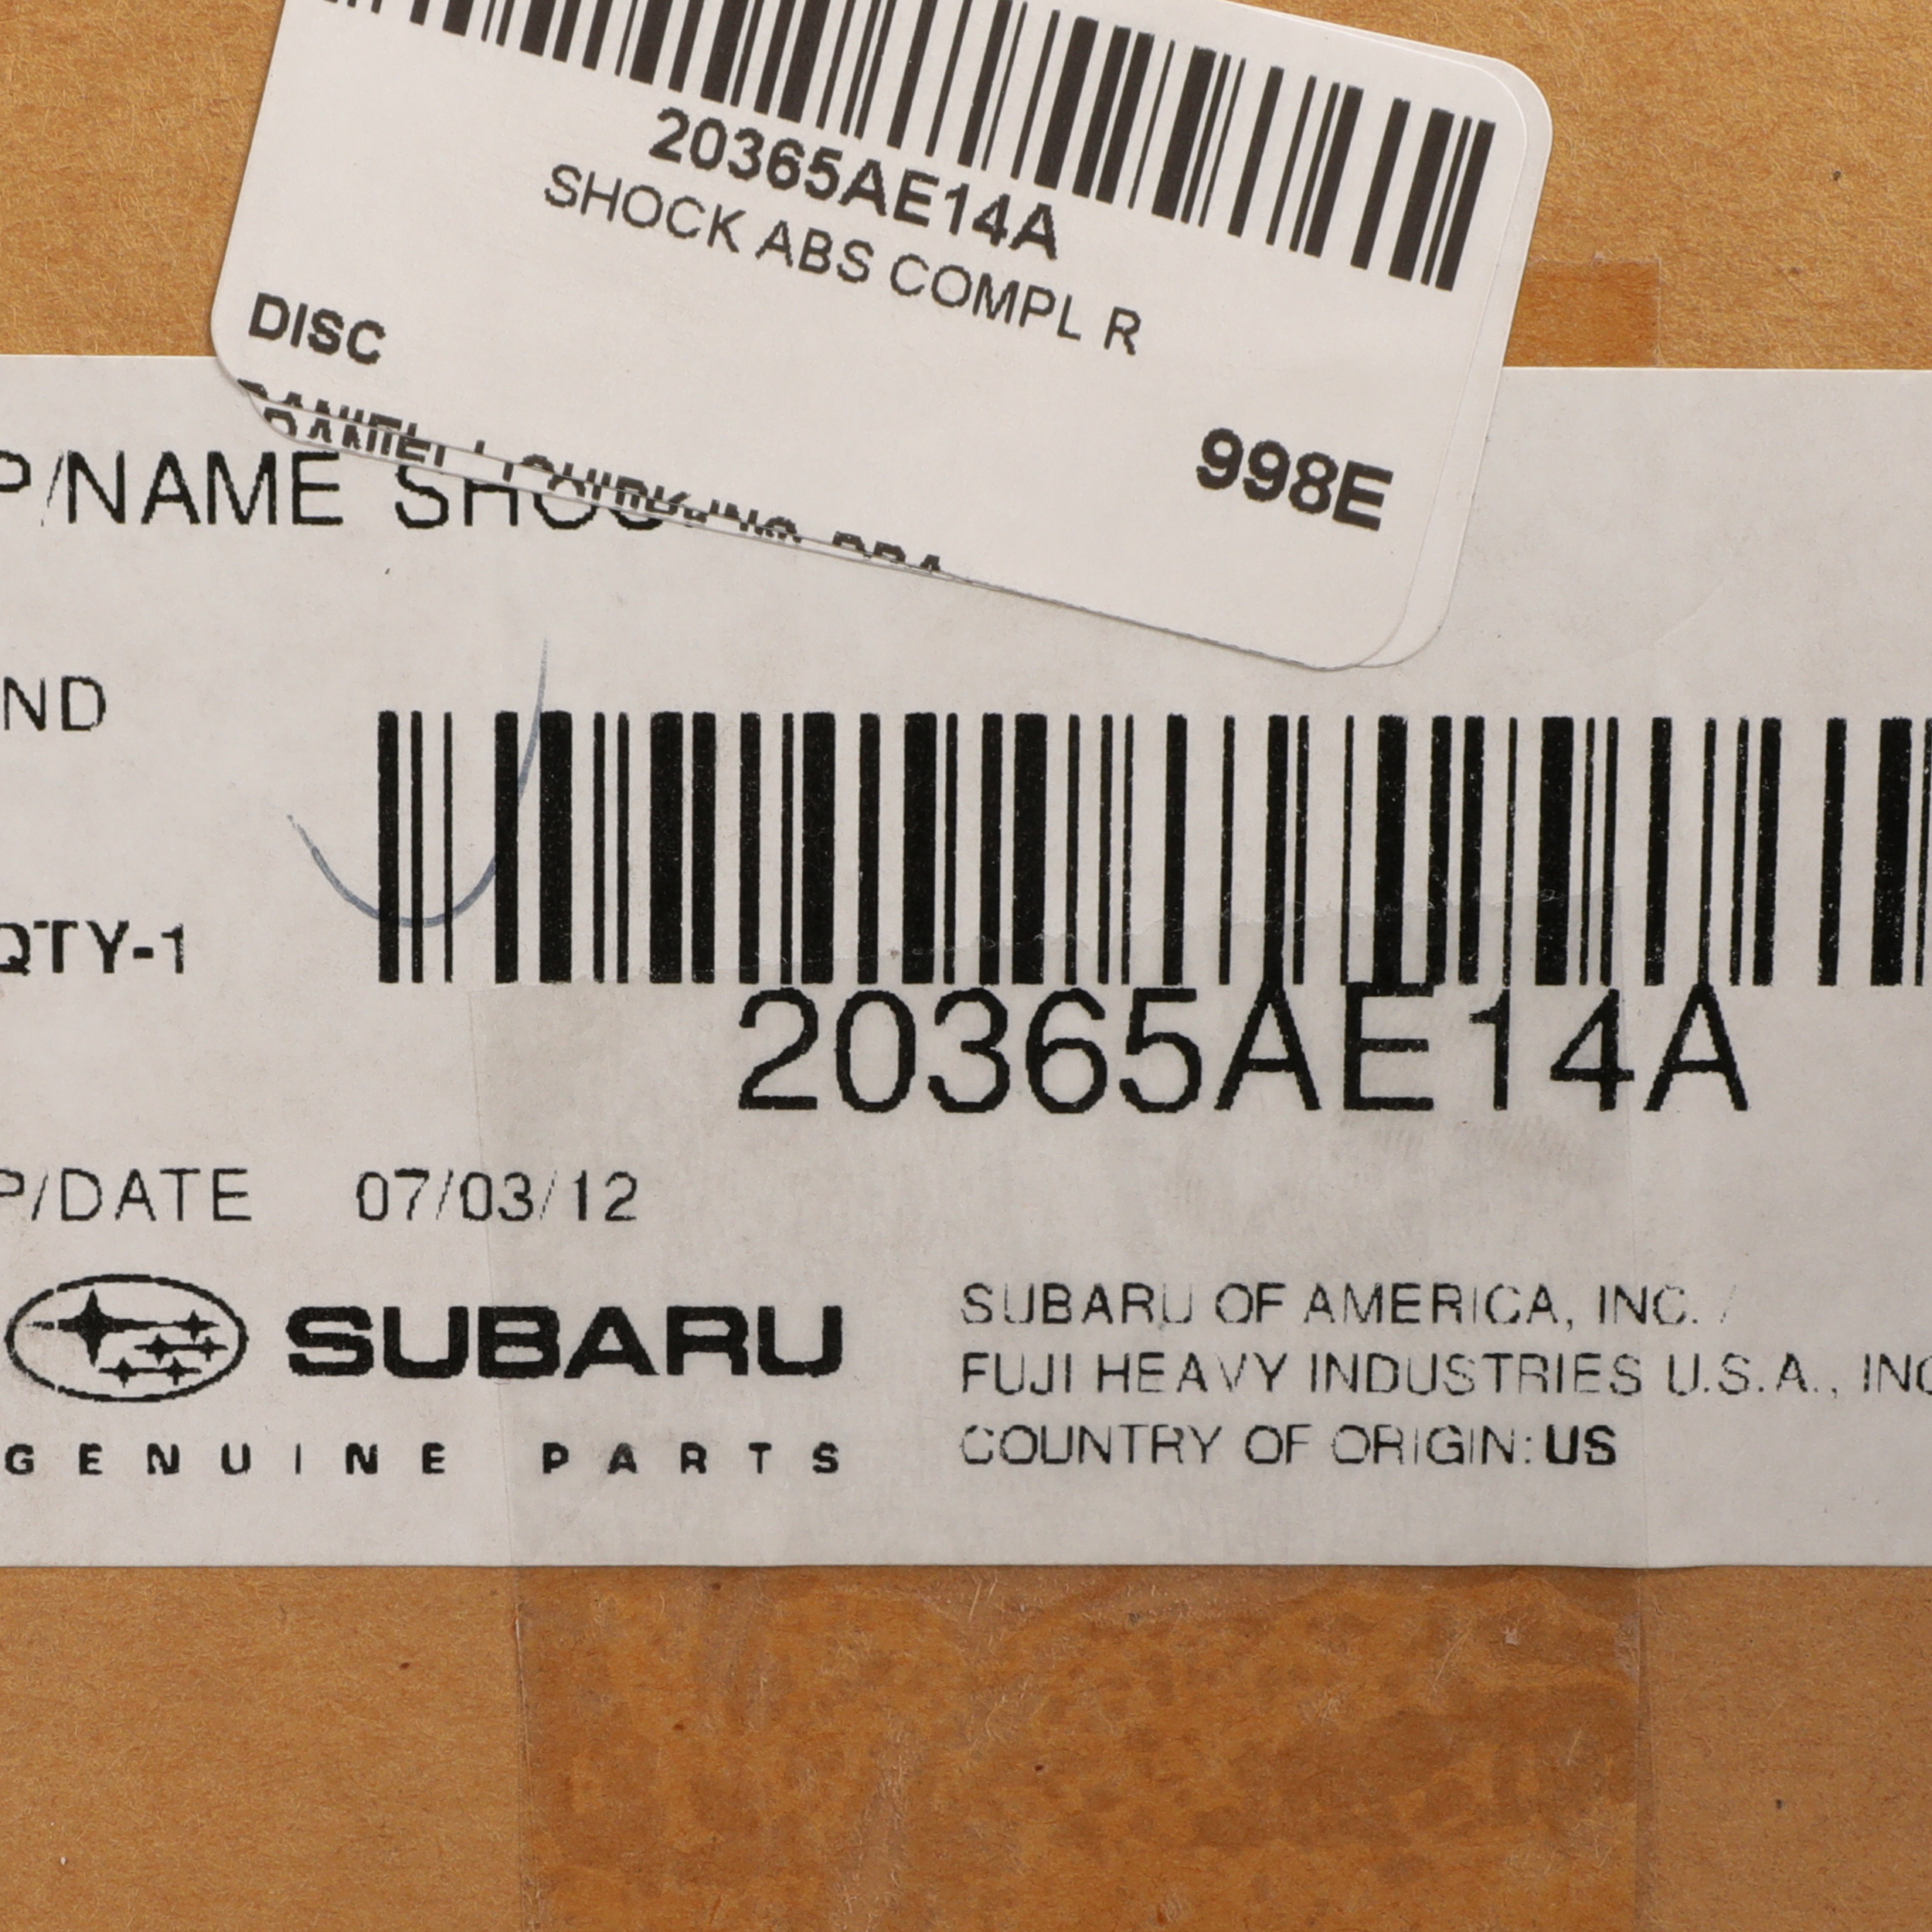 20365AE14A
SHOCK ABS COMPL R
DISC
998E
P/NAME
ND
QTY-1
20365AE14A
P/DATE 07/03/12
SUBARU
GENUINE PARTS
SUBARU OF AMERICA, INC. /
FUJI HEAVY INDUSTRIES U.S.A., INC
COUNTRY OF ORIGIN: US